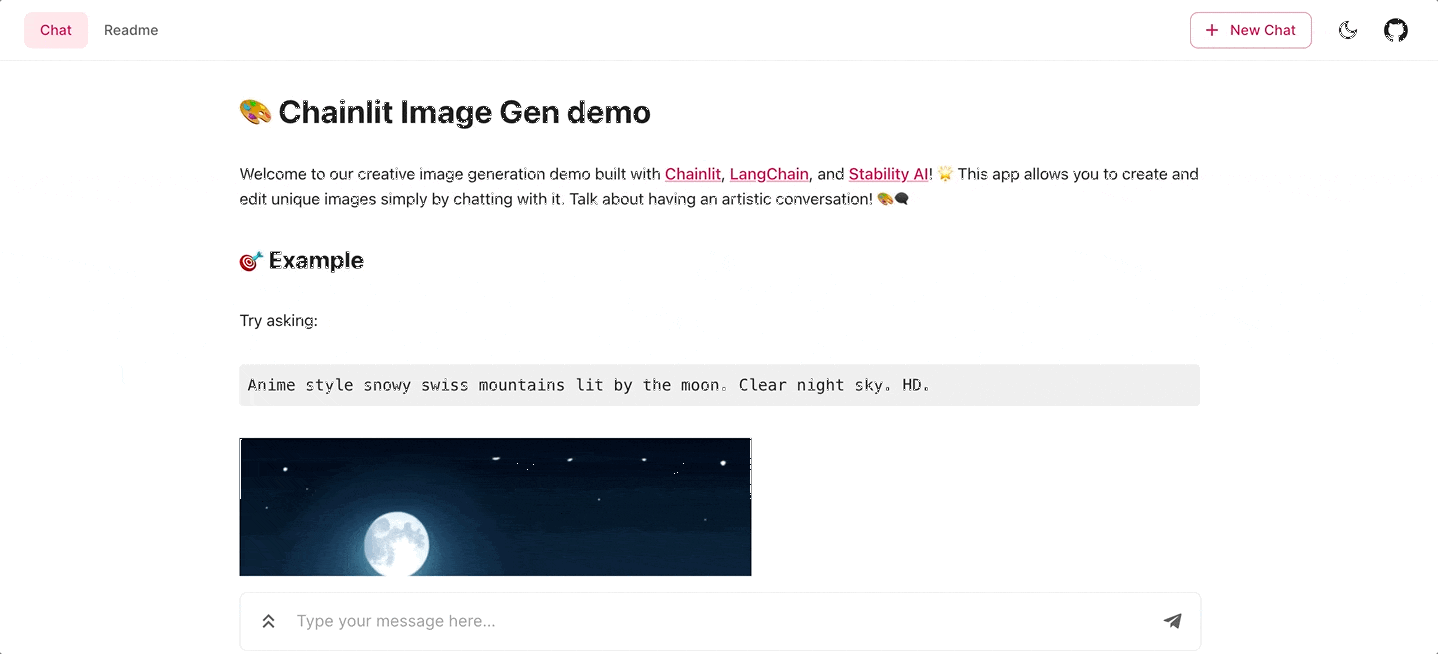 Chat
Readme
New Chat
🎨 Chainlit Image Gen demo
Welcome to our creative image generation demo built with Chainlit, LangChain, and Stability AI! 🌟 This app allows you to create and
edit unique images simply by chatting with it. Talk about having an artistic conversation! 🎨🗨
🎯 Example
Try asking:
Anime style snowy swiss mountains lit by the moon. Clear night sky. HD.
Type your message here...